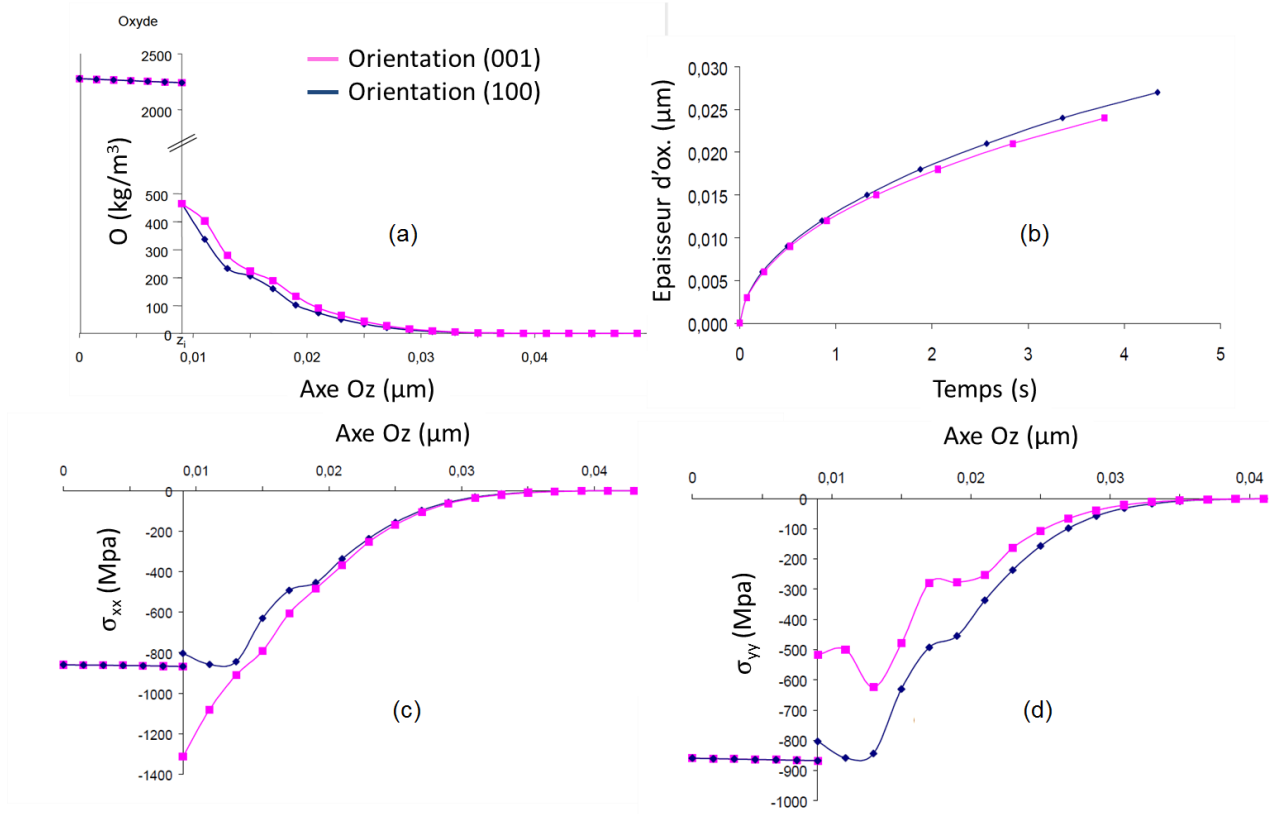 Oxyde
2500
2000
500
400
300
200
100
0
O (kg/m³)
Orientation (001)
Orientation (100)
(a)
z
0 0,01 0,02 0,03 0,04
Axe Oz (µm)
0,030
0,025
0,020
0,015
0,010
0,005
0,000
Epaisseur d'ox. (µm)
(b)
0 1 2 3 4 5
Temps (s)
Axe Oz (µm)
0 0,01 0,02 0,03 0,04
0
-200
-400
-600
-800
-1000
-1200
-1400
σxx (Mpa)
(c)
Axe Oz (µm)
0 0,01 0,02 0,03 0,04
0
-100
-200
-300
-400
-500
-600
-700
-800
-900
-1000
σyy (Mpa)
(d)